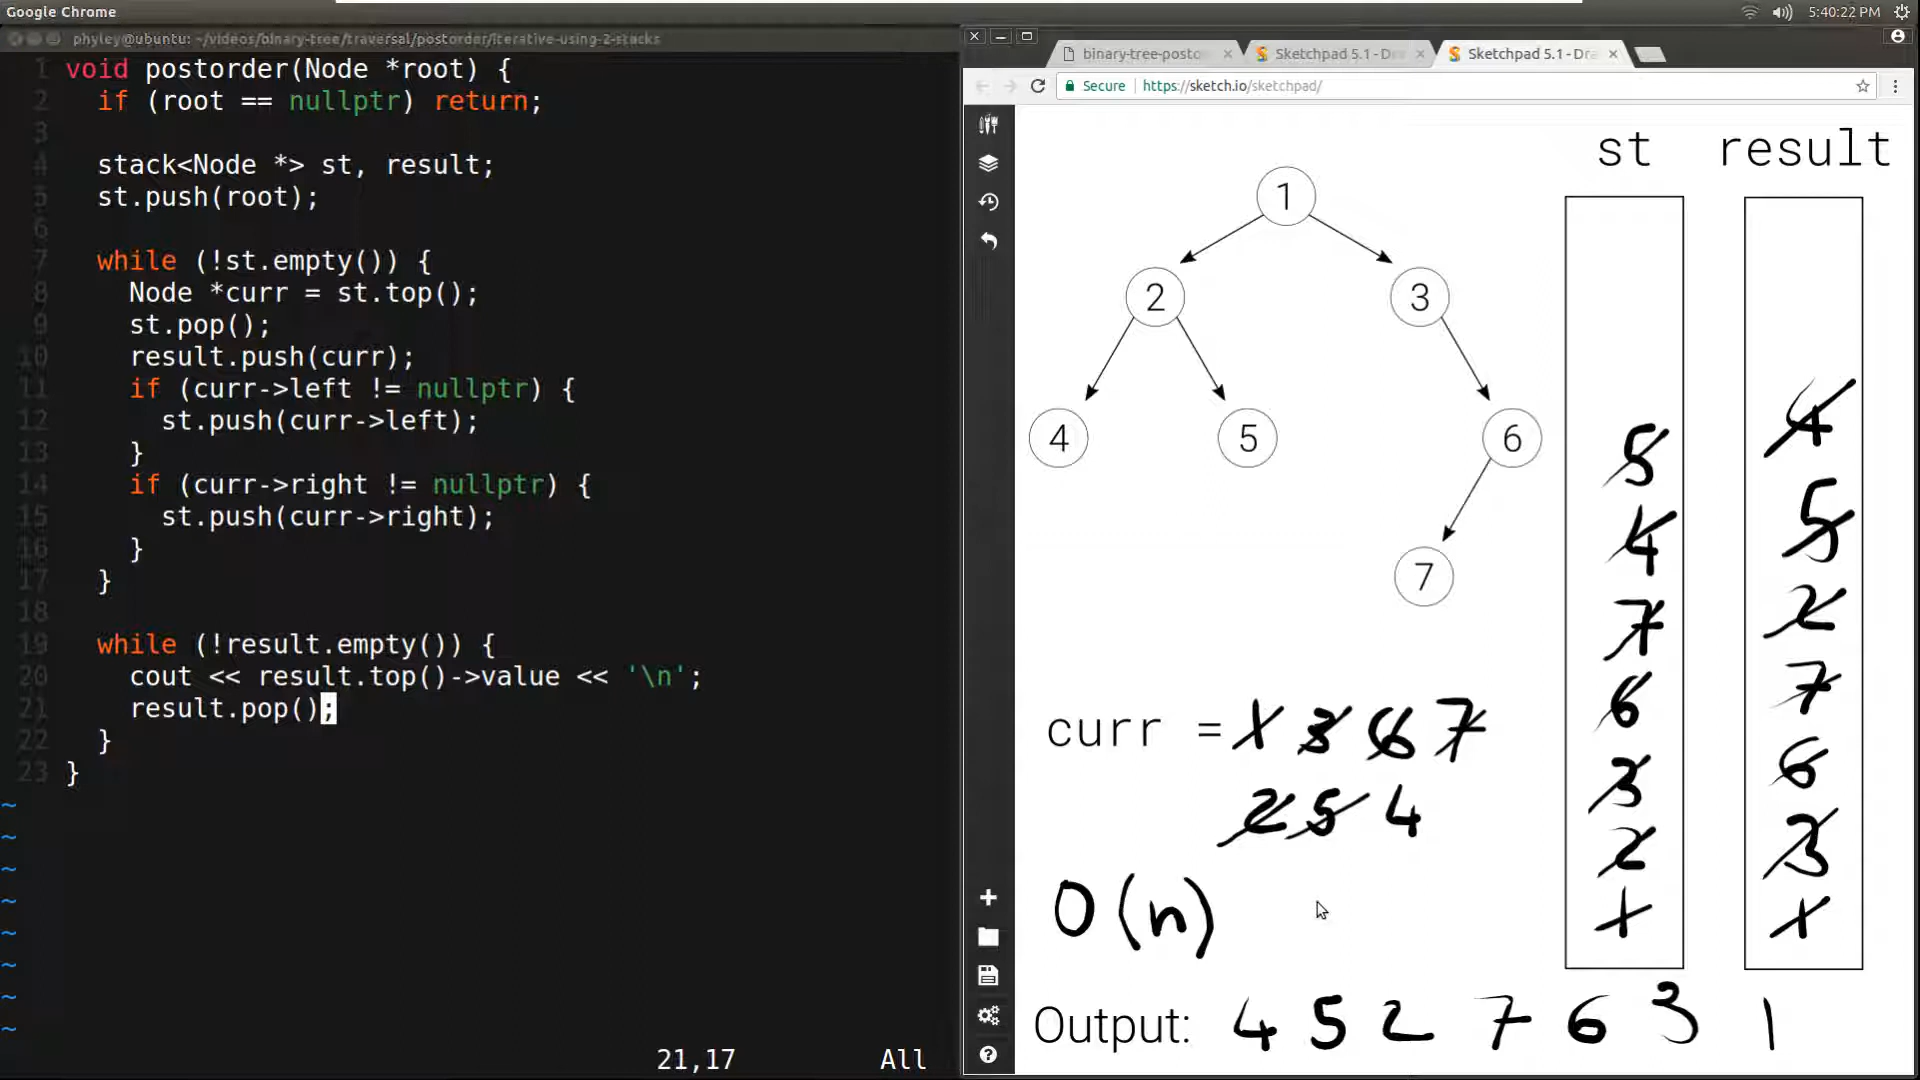 Google Chrome
5:40:22 PM
phyley@ubuntu: ~/videos/binary-tree/traversal/postorder/iterative-using-2-stacks
1 void postorder(Node *root) {
2 if (root == nullptr) return;
3
4 stack<Node *> st, result;
5 st.push(root);
6
7 while (!st.empty()) {
8 Node *curr = st.top();
9 st.pop();
10 result.push(curr);
11 if (curr->left != nullptr) {
12 st.push(curr->left);
13 }
14 if (curr->right != nullptr) {
15 st.push(curr->right);
16 }
17 }
18
19 while (!result.empty()) {
20 cout << result.top()->value << '\n';
21 result.pop();
22 }
23 }
~
~
~
~
~
~
~
~
21,17 All
binary-tree-posto
Sketchpad 5.1 - Dra
Sketchpad 5.1 - Dra
Secure https://sketch.io/sketchpad/
st result
1
2 3
4 5 6
7
5
4
7
6
3
2
1
4
5
2
7
6
3
1
curr = 1 3 6 7
2 5 4
O(n)
Output: 4 5 2 7 6 3 1